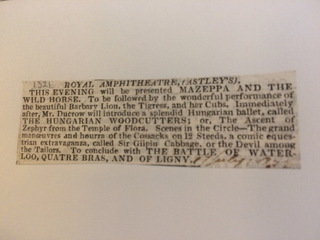 1831. ROYAL AMPHITHEATRE, (ASTLEY'S).
THIS EVENING will be presented MAZEPPA AND THE
WILD HORSE. To be followed by the wonderful performance of
the beautiful Barbary Lion, the Tigress, and her Cubs. Immediately
after, Mr. Ducrow will introduce a splendid Hungarian ballet, called
THE HUNGARIAN WOODCUTTERS; or, The Ascent of
Zephyr from the Temple of Flora. Scenes in the Circle—The grand
manœuvres and hourra of the Cossacks on 12 Steeds, a comic eques-
trian extravaganza, called Sir Gilpin Cabbage, or the Devil among
the Tailors. To conclude with THE BATTLE OF WATER-
LOO, QUATRE BRAS, AND OF LIGNY.